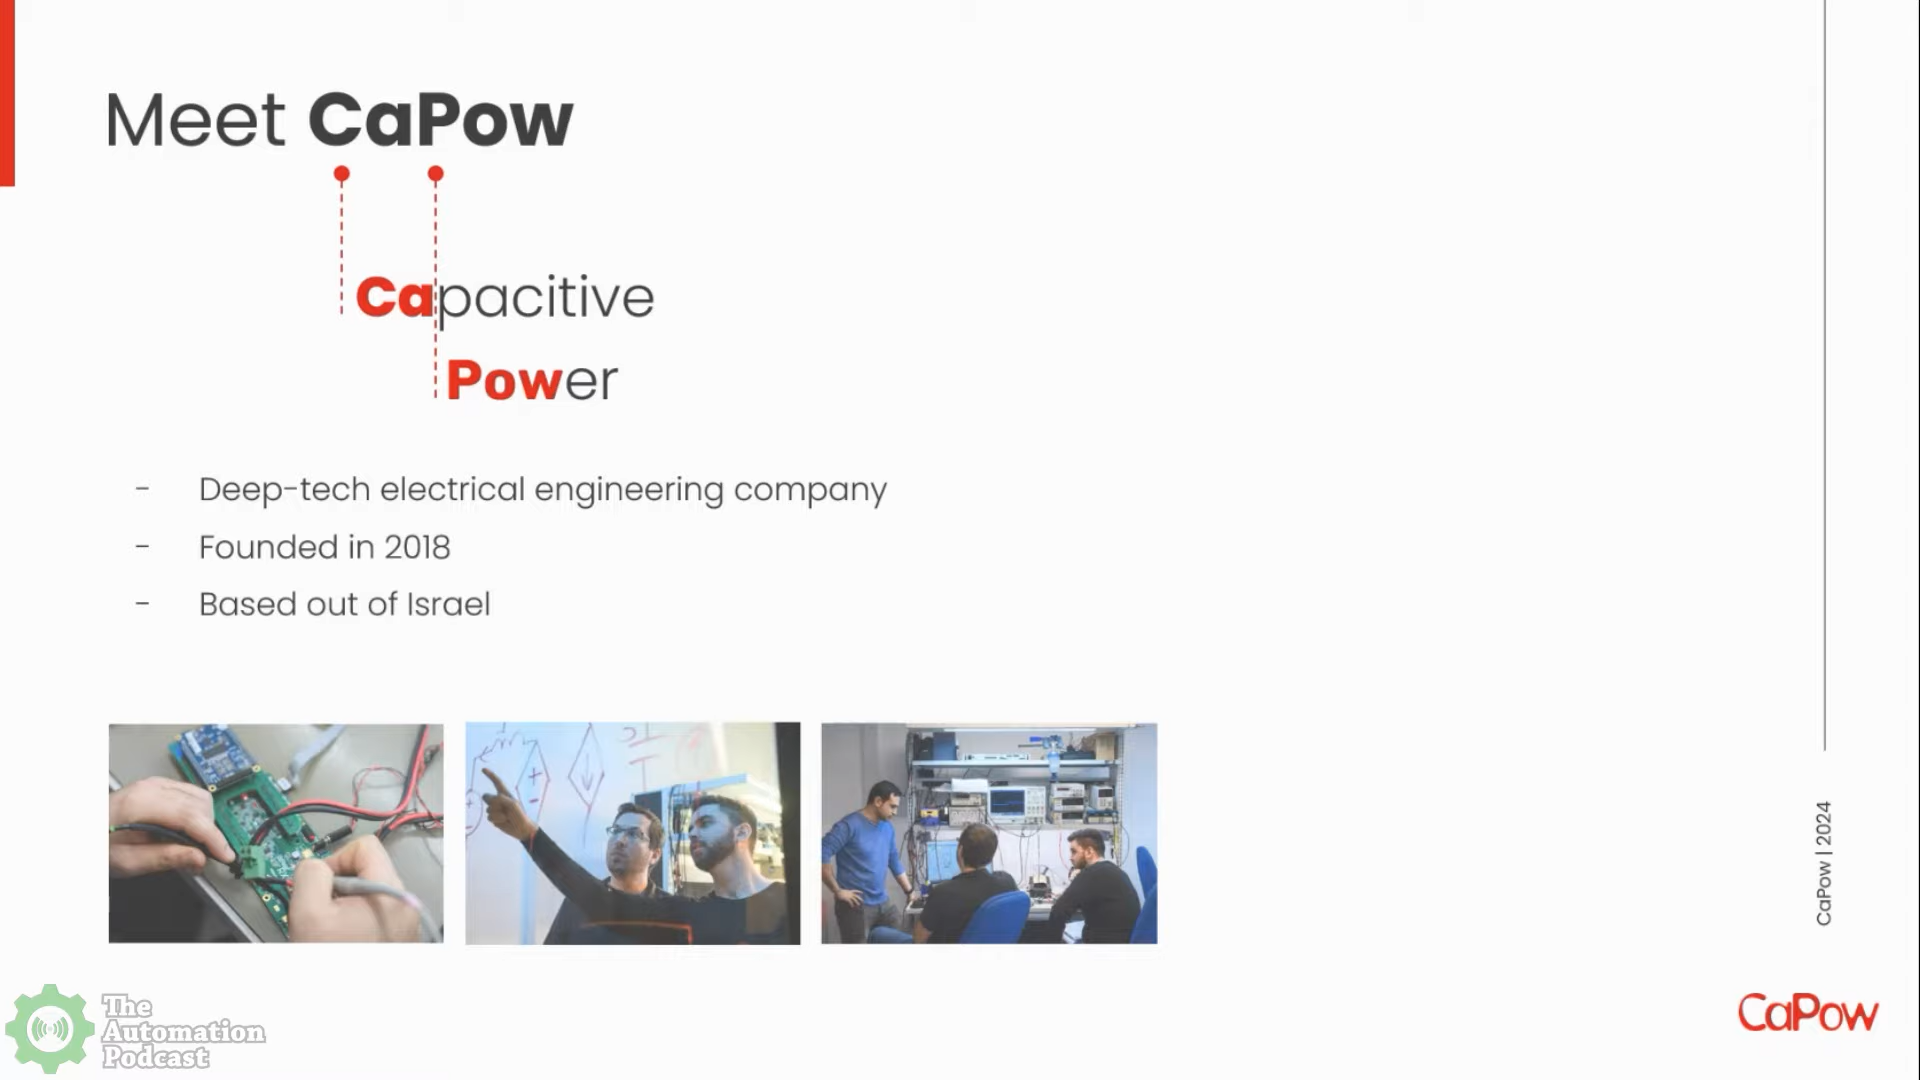 Meet CaPow
Capacitive
Power
- Deep-tech electrical engineering company
- Founded in 2018
- Based out of Israel
CaPow | 2024
The
Automation
Podcast
CaPow